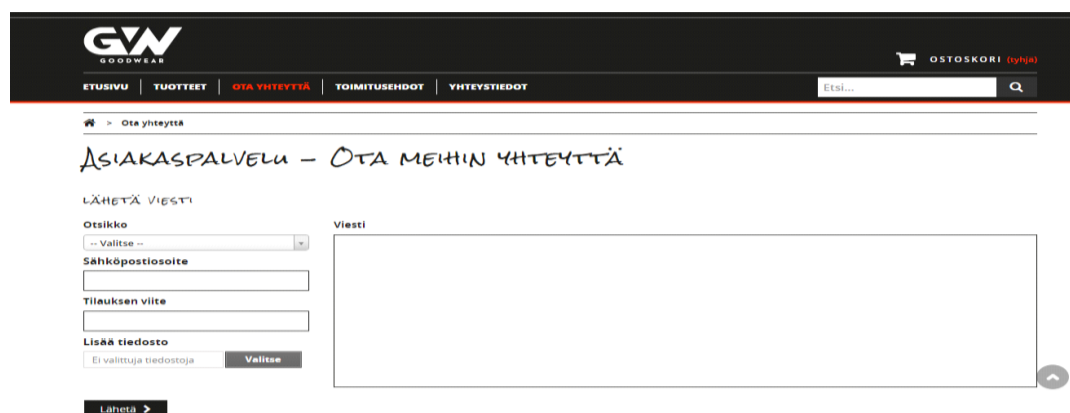 GW
GOODWEAR
OSTOSKORI (tyhjä)
ETUSIVU TUOTTEET OTA YHTEYTTÄ TOIMITUSEHDOT YHTEYSTIEDOT Etsi...
> Ota yhteyttä
ASIAKASPALVELU – OTA MEIHIN YHTEYTTÄ
LÄHETÄ VIESTI
Otsikko
-- Valitse --
Sähköpostiosoite
Tilauksen viite
Lisää tiedosto
Ei valittuja tiedostoja Valitse
Lähetä
Viesti